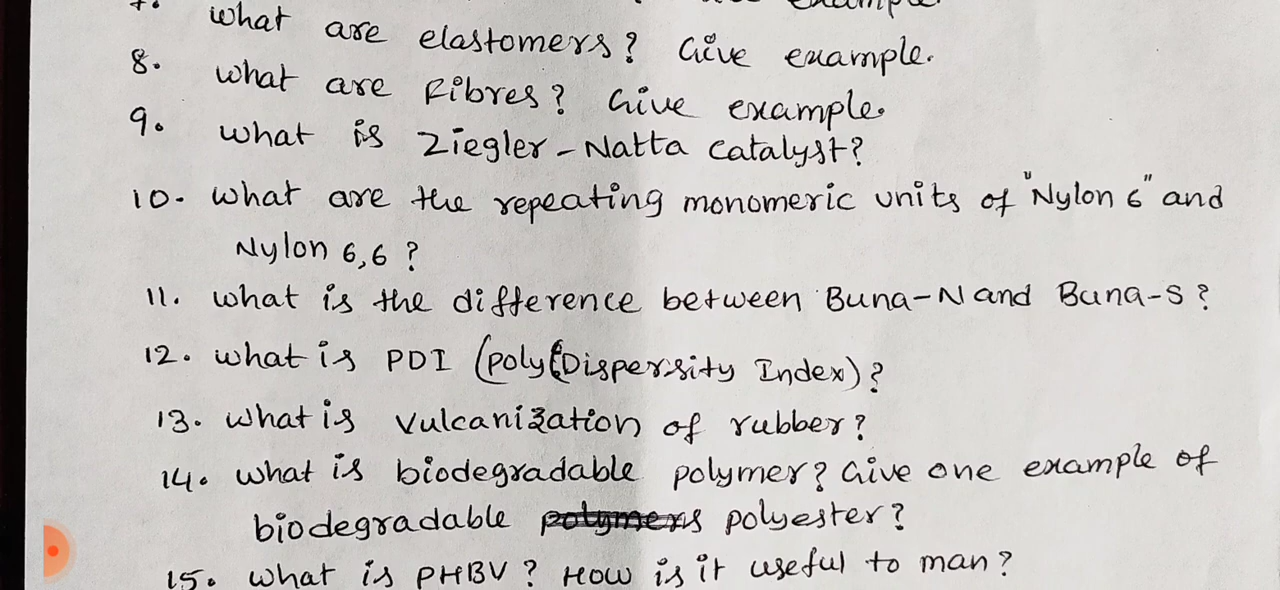 7. What are elastomers? Give example.
8. What are Fibres? Give example.
9. What is Ziegler-Natta catalyst?
10. What are the repeating monomeric units of "Nylon 6" and
Nylon 6,6 ?
11. What is the difference between Buna-N and Buna-S ?
12. What is PDI (Poly(Dispersity Index) ?
13. What is Vulcanization of rubber?
14. What is biodegradable polymer? Give one example of
biodegradable polyester?
15. What is PHBV ? How is it useful to man?